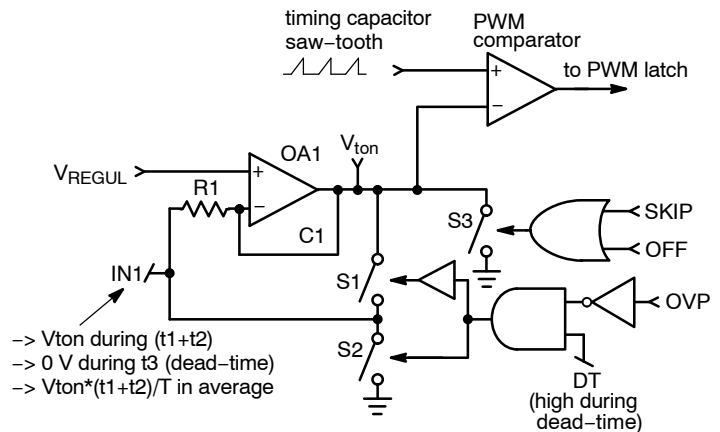 timing capacitor
saw−tooth
PWM
comparator
to PWM latch
+
−
OA1
Vton
VREGUL
+
−
R1
C1
S3
SKIP
OFF
IN1
S1
OVP
S2
DT
(high during
dead−time)
−> Vton during (t1+t2)
−> 0 V during t3 (dead−time)
−> Vton*(t1+t2)/T in average